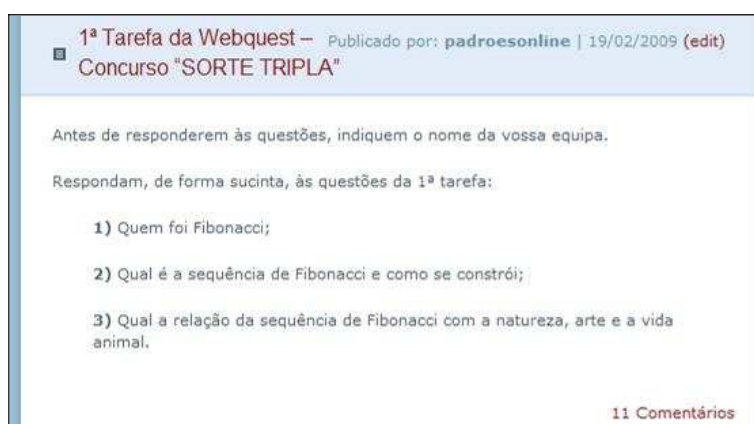 1ª Tarefa da Webquest – Publicado por: padroesonline | 19/02/2009 (edit)
Concurso "SORTE TRIPLA"
Antes de responderem às questões, indiquem o nome da vossa equipa.
Respondam, de forma sucinta, às questões da 1ª tarefa:
1) Quem foi Fibonacci;
2) Qual é a sequência de Fibonacci e como se constrói;
3) Qual a relação da sequência de Fibonacci com a natureza, arte e a vida
animal.
11 Comentários